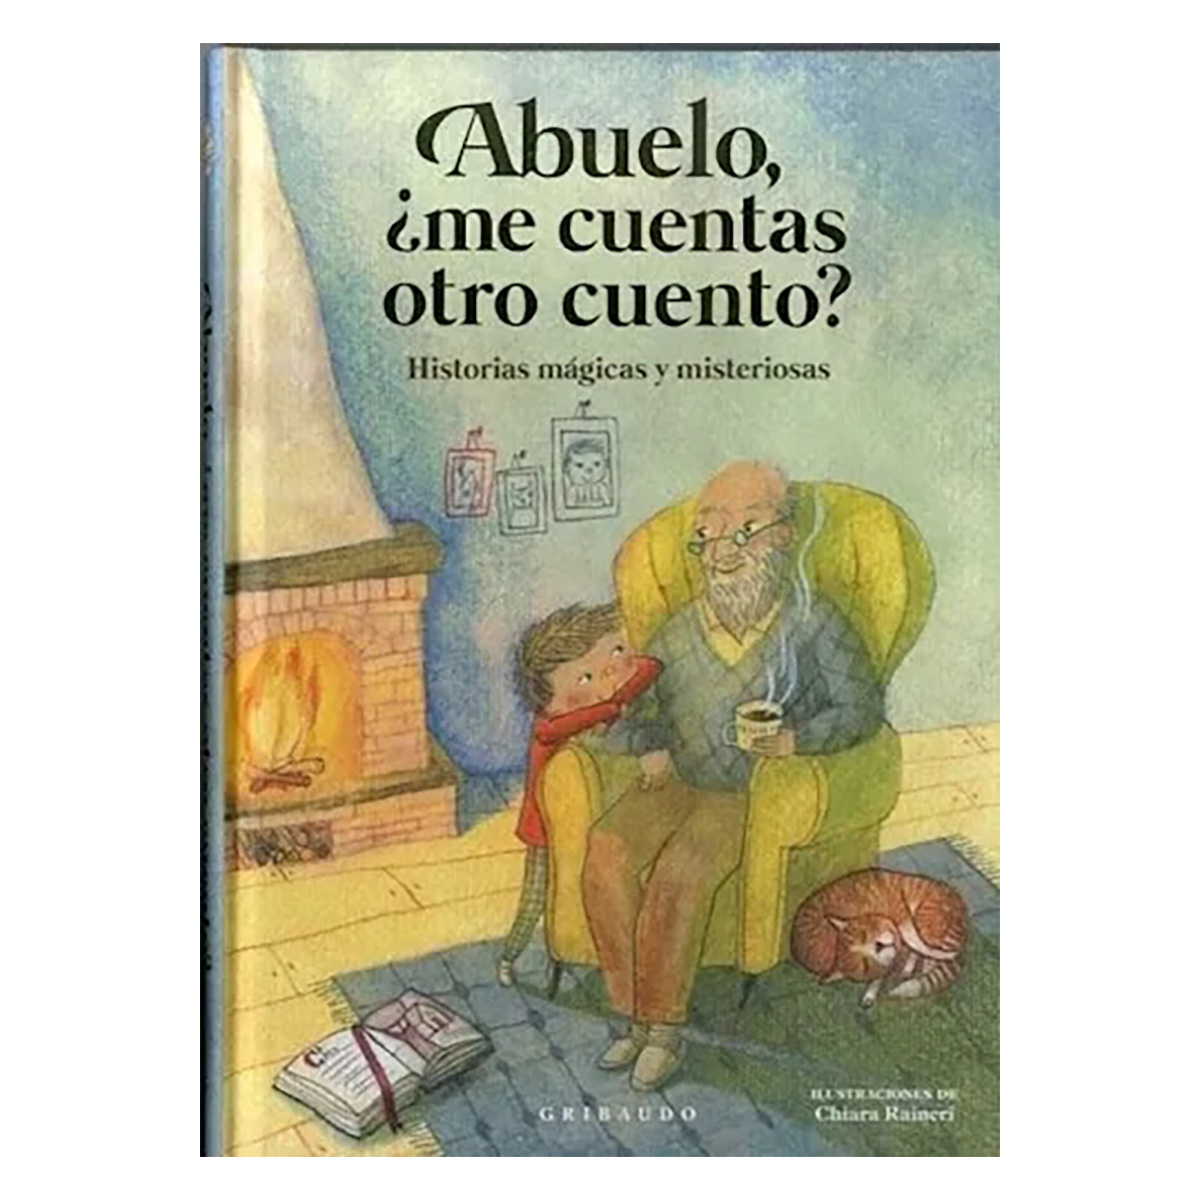 Abuelo,
¿me cuentas
otro cuento?
Historias mágicas y misteriosas
ILUSTRACIONES DE
Chiara Raineri
GRIBAUDO